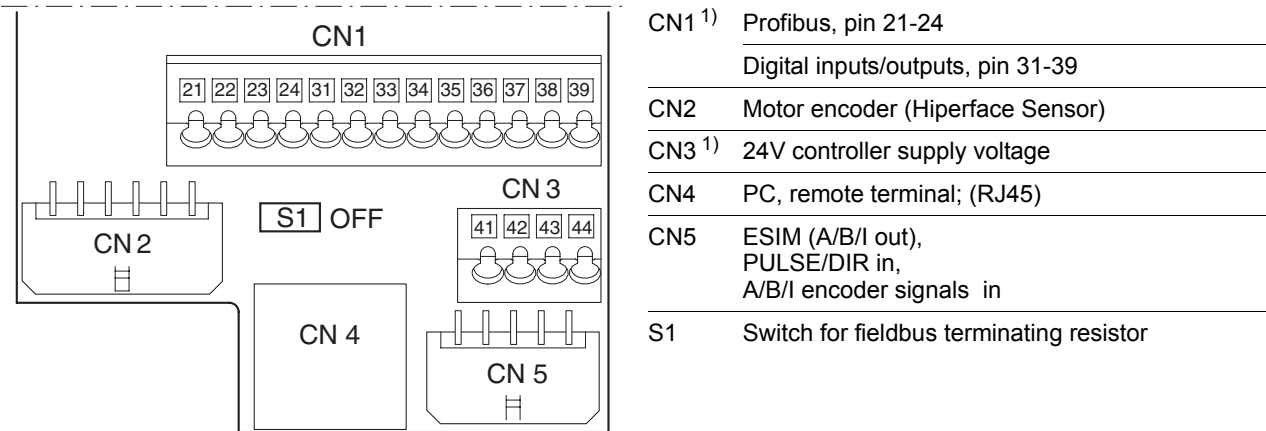 CN1
21 22 23 24 31 32 33 34 35 36 37 38 39
CN 3
S1 OFF
41 42 43 44
CN 2
CN 4
CN 5
CN1 1) Profibus, pin 21-24
Digital inputs/outputs, pin 31-39
CN2 Motor encoder (Hiperface Sensor)
CN3 1) 24V controller supply voltage
CN4 PC, remote terminal; (RJ45)
CN5 ESIM (A/B/I out),
PULSE/DIR in,
A/B/I encoder signals in
S1 Switch for fieldbus terminating resistor